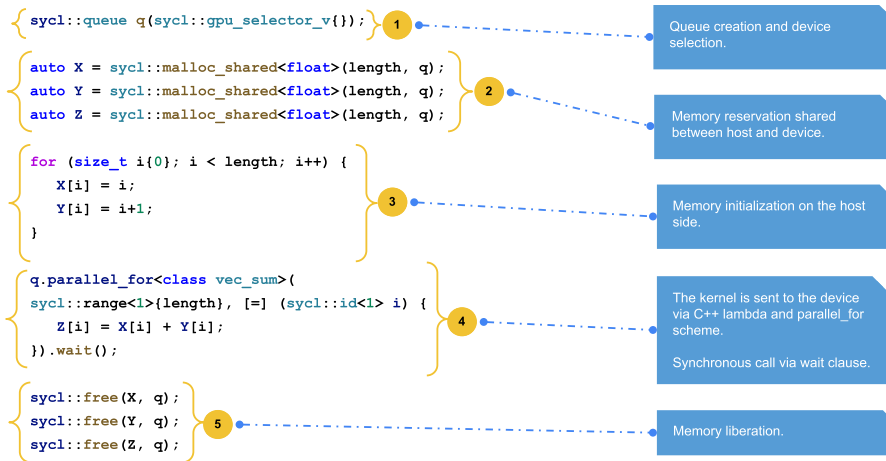 sycl::queue q(sycl::gpu_selector_v{});
1
Queue creation and device
selection.
auto X = sycl::malloc_shared<float>(length, q);
auto Y = sycl::malloc_shared<float>(length, q);
auto Z = sycl::malloc_shared<float>(length, q);
2
Memory reservation shared
between host and device.
for (size_t i{0}; i < length; i++) {
X[i] = i;
Y[i] = i+1;
}
3
Memory initialization on the host
side.
q.parallel_for<class vec_sum>(
sycl::range<1>{length}, [=] (sycl::id<1> i) {
Z[i] = X[i] + Y[i];
}).wait();
4
The kernel is sent to the device
via C++ lambda and parallel_for
scheme.
Synchronous call via wait clause.
sycl::free(X, q);
sycl::free(Y, q);
sycl::free(Z, q);
5
Memory liberation.